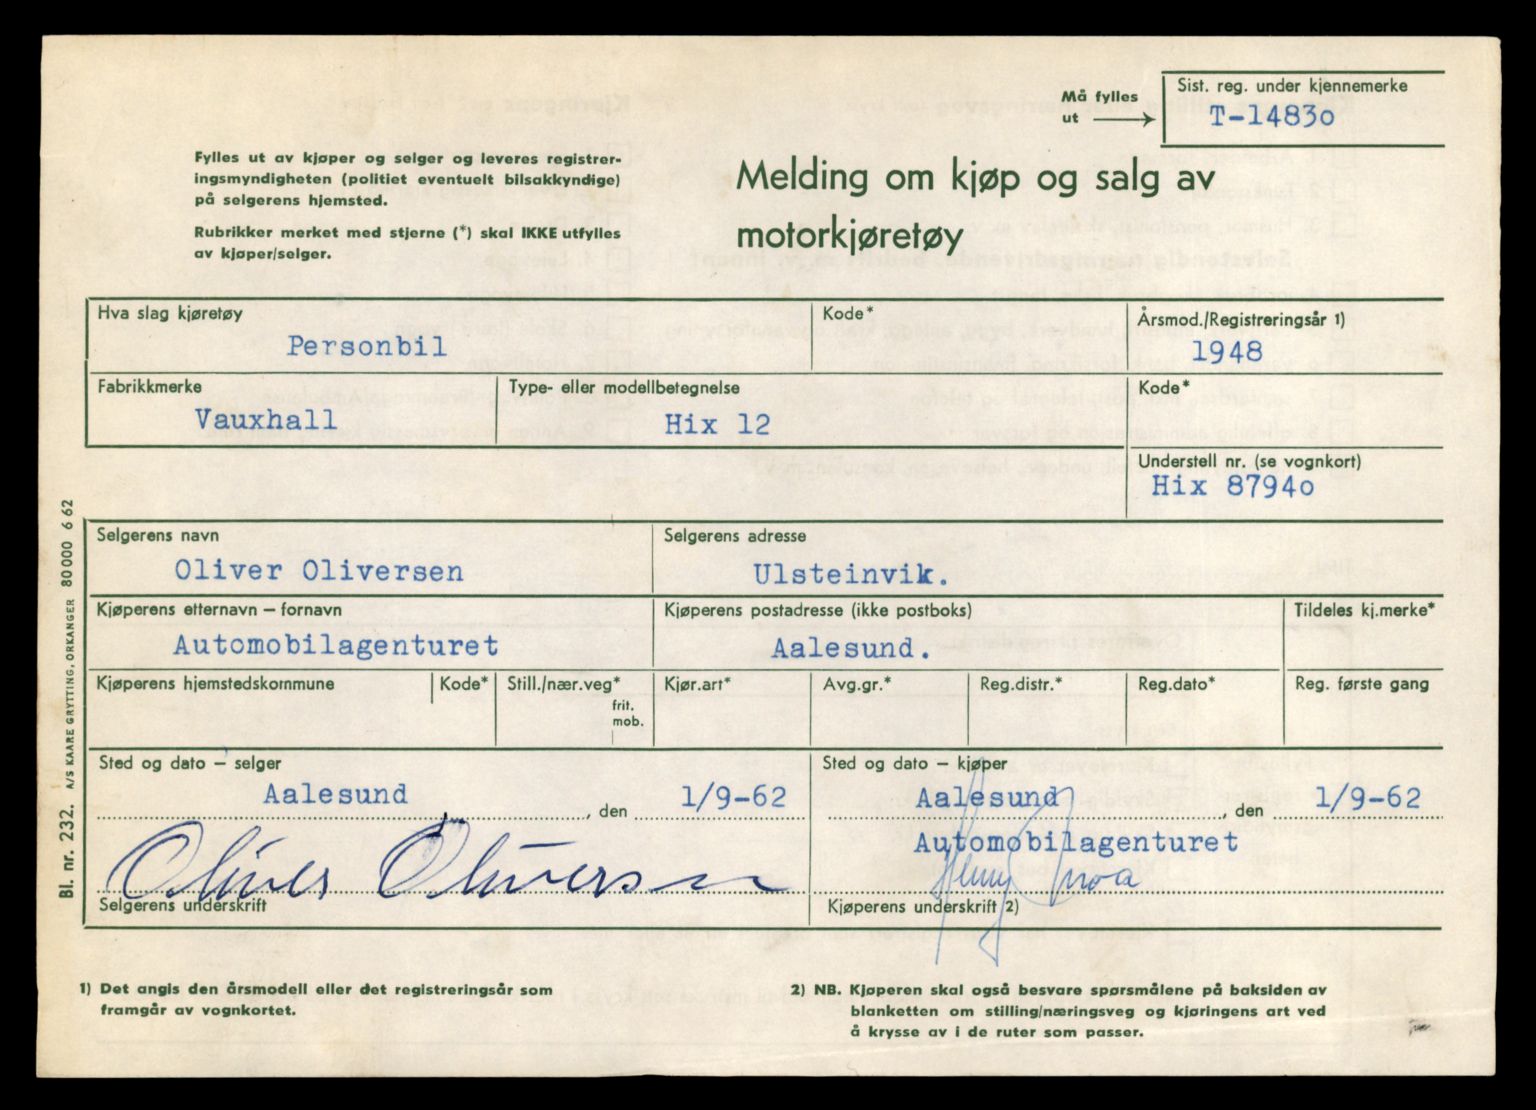 Må fylles ut
Sist. reg. under kjennemerke
T-1483o
Fylles ut av kjøper og selger og leveres registrer-
ingsmyndigheten (politiet eventuelt bilsakkyndige)
på selgerens hjemsted.
Rubrikker merket med stjerne (*) skal IKKE utfylles
av kjøper/selger.
Melding om kjøp og salg av
motorkjøretøy
Hva slag kjøretøy
Kode*
Årsmod./Registreringsår 1)
Personbil
1948
Fabrikkmerke
Type- eller modellbetegnelse
Kode*
Vauxhall
Hix 12
Understell nr. (se vognkort)
Hix 8794o
Selgerens navn
Selgerens adresse
Oliver Oliversen
Ulsteinvik.
Kjøperens etternavn – fornavn
Kjøperens postadresse (ikke postboks)
Tildeles kj.merke*
Automobilagenturet
Aalesund.
Kjøperens hjemstedskommune
Kode*
Still./nær.veg*
frit.
mob.
Kjør.art*
Avg.gr.*
Reg.distr.*
Reg.dato*
Reg. første gang
Sted og dato – selger
Sted og dato – kjøper
Aalesund, den 1/9-62
Aalesund, den 1/9-62
Automobilagenturet
Oliver Oliversen
Henry
Selgerens underskrift
Kjøperens underskrift 2)
1) Det angis den årsmodell eller det registreringsår som
framgår av vognkortet.
2) NB. Kjøperen skal også besvare spørsmålene på baksiden av
blanketten om stilling/næringsveg og kjøringens art ved
å krysse av i de ruter som passer.
Bl. nr. 232. A/S KAARE GRYTTING, ORKANGER 80000 6 62